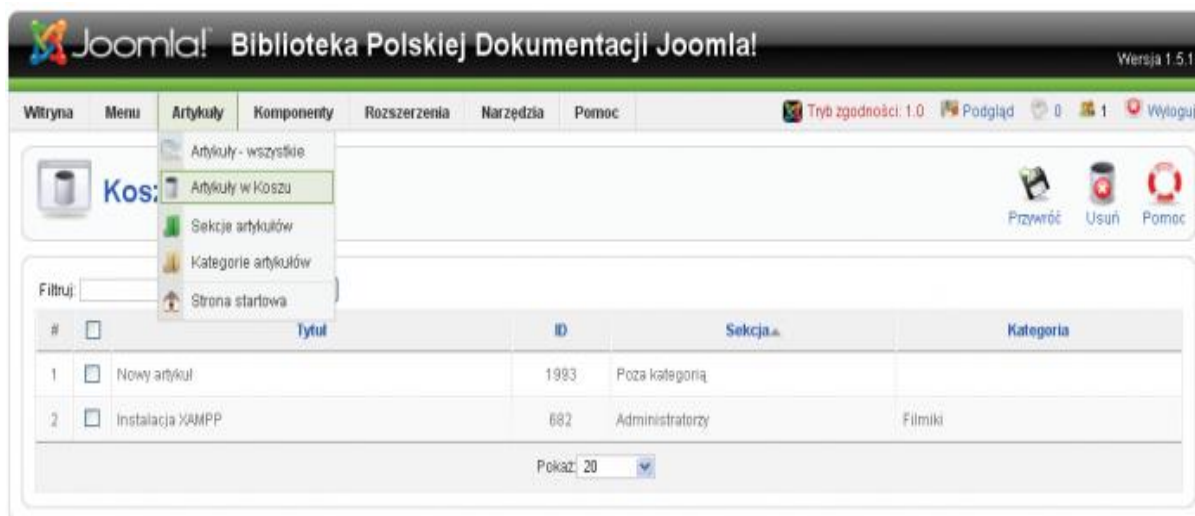 Joomla! Biblioteka Polskiej Dokumentacji Joomla!
Wersja 1.5.1
Witryna Menu Artykuły Komponenty Rozszerzenia Narzędzia Pomoc Tryb zgodności: 1.0 Podgląd 0 1 Wyloguj
Artykuły - wszystkie
Artykuły w Koszu
Sekcje artykułów
Kategorie artykułów
Strona startowa
Przywróć Usuń Pomoc
Filtruj:
# Tytuł ID Sekcja Kategoria
1 Nowy artykuł 1993 Poza kategorią
2 Instalacja XAMPP 682 Administratorzy Filmiki
Pokaż: 20